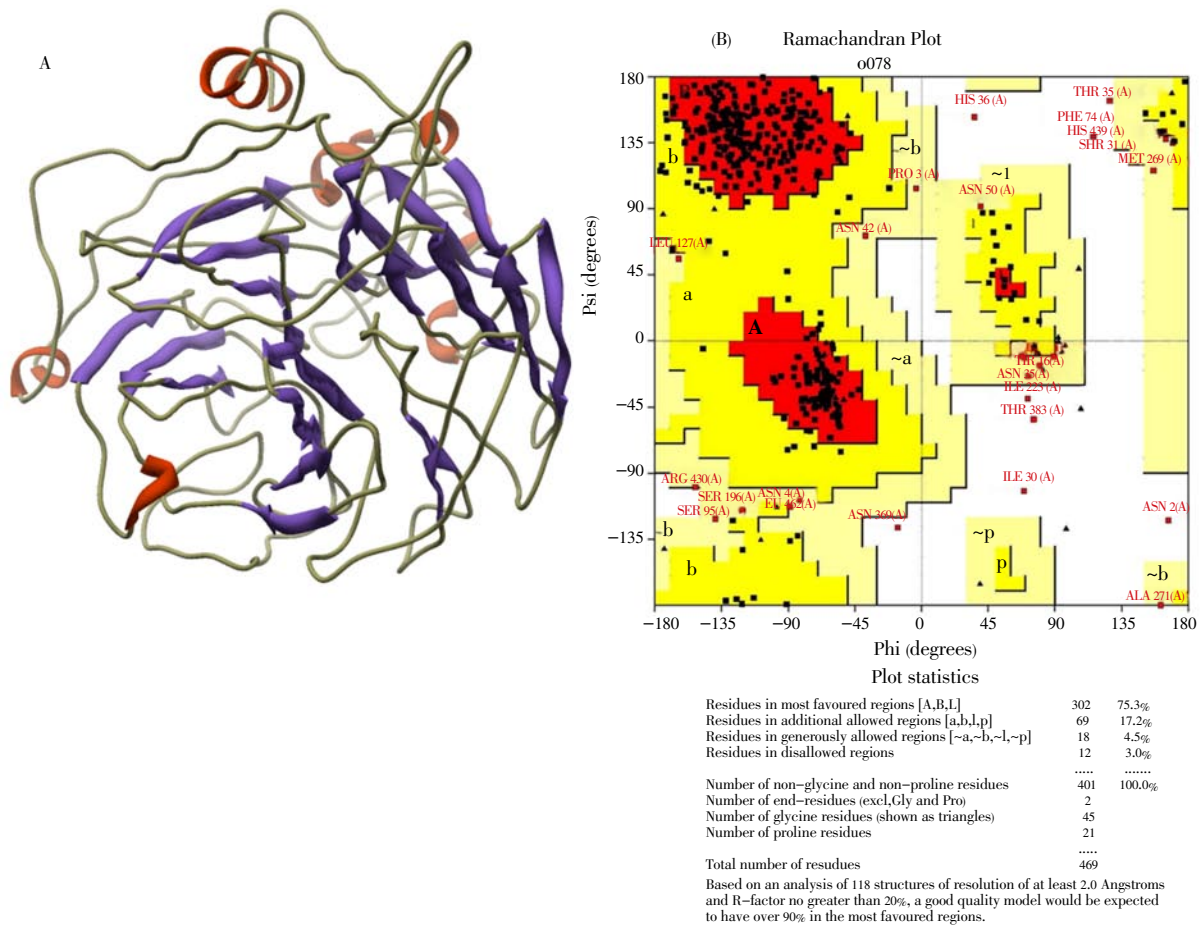 A
(B) Ramachandran Plot
o078
180
135
90
45
0
−45
−90
−135
Psi (degrees)
HIS 36 (A)
THR 35 (A)
PHE 74 (A)
HIS 439 (A)
SHR 31 (A)
MET 269 (A)
b
~b
PRO 3 (A)
~1
ASN 50 (A)
l
ASN 42 (A)
LEU 127(A)
a
A
~a
ASN 35(A)
ILE 223 (A)
THR 383 (A)
ARG 430(A)
SER 196(A)
ASN 4(A)
EU 462(A)
SER 95(A)
ASN 369(A)
ILE 30 (A)
ASN 2(A)
b
~p
b
p
~b
ALA 271(A)
−180 −135 −90 −45 0 45 90 135 180
Phi (degrees)
Plot statistics
Residues in most favoured regions [A,B,L] 302 75.3%
Residues in additional allowed regions [a,b,l,p] 69 17.2%
Residues in generously allowed regions [~a,~b,~l,~p] 18 4.5%
Residues in disallowed regions 12 3.0%
..... .......
Number of non−glycine and non−proline residues 401 100.0%
Number of end−residues (excl,Gly and Pro) 2
Number of glycine residues (shown as triangles) 45
Number of proline residues 21
.....
Total number of resudues 469
Based on an analysis of 118 structures of resolution of at least 2.0 Angstroms
and R−factor no greater than 20%, a good quality model would be expected
to have over 90% in the most favoured regions.